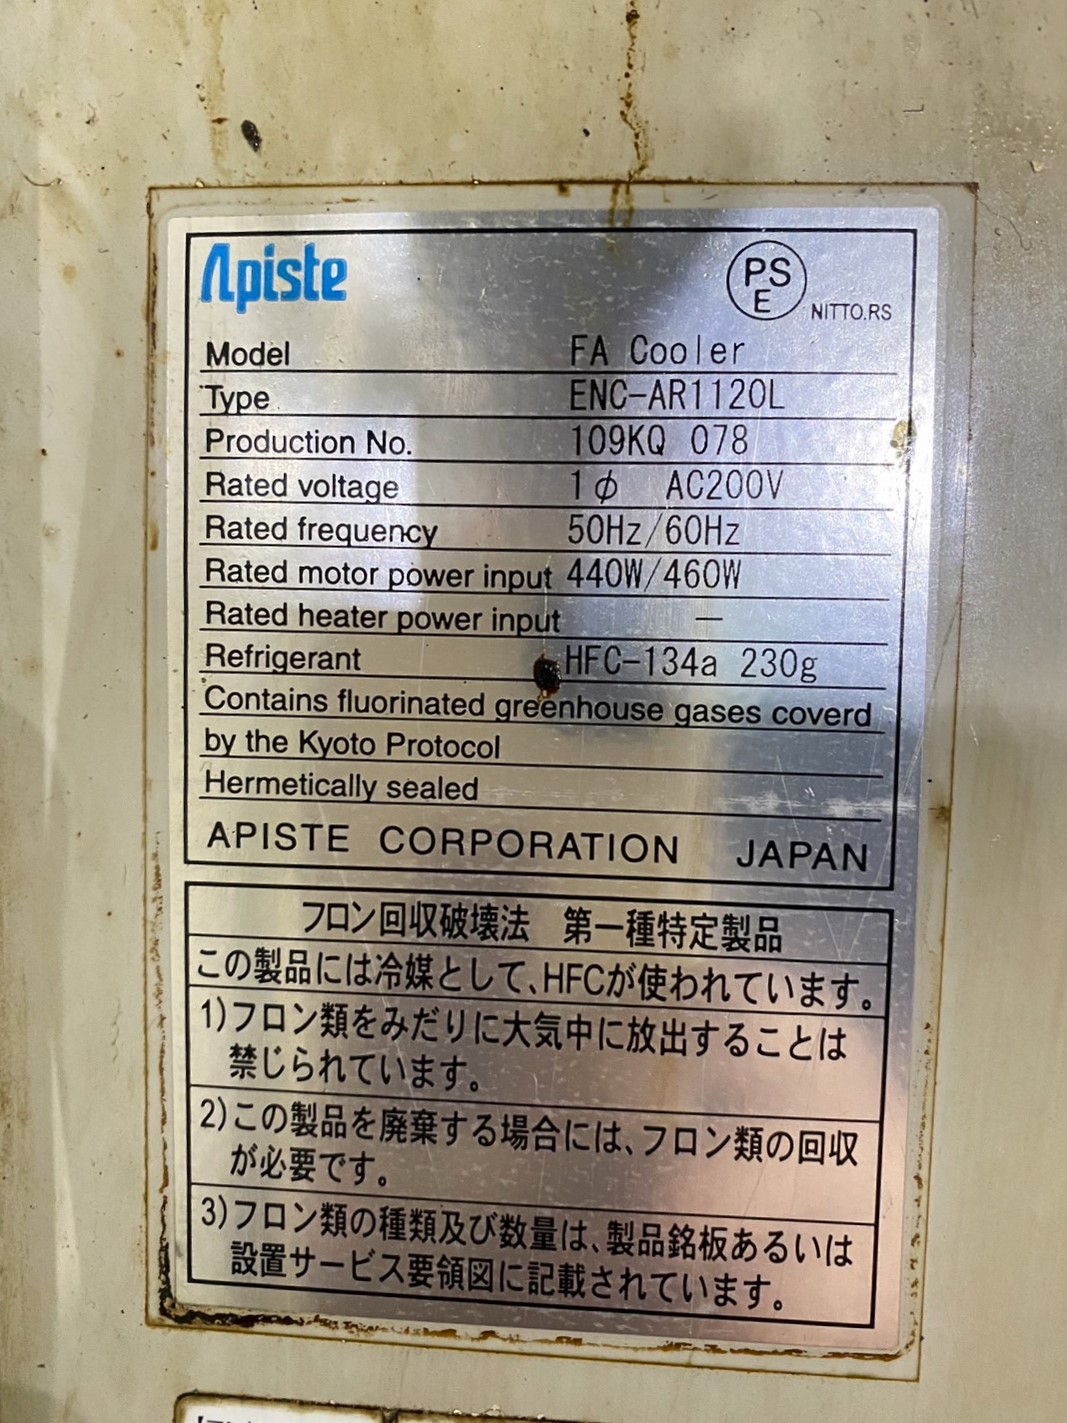 Apiste
PS
E
NITTO.RS
Model FA Cooler
Type ENC-AR1120L
Production No. 109KQ 078
Rated voltage 1φ AC200V
Rated frequency 50Hz/60Hz
Rated motor power input 440W/460W
Rated heater power input —
Refrigerant HFC-134a 230g
Contains fluorinated greenhouse gases coverd
by the Kyoto Protocol
Hermetically sealed
APISTE CORPORATION JAPAN
フロン回収破壊法 第一種特定製品
この製品には冷媒として、HFCが使われています。
1)フロン類をみだりに大気中に放出することは
禁じられています。
2)この製品を廃棄する場合には、フロン類の回収
が必要です。
3)フロン類の種類及び数量は、製品銘板あるいは
設置サービス要領図に記載されています。